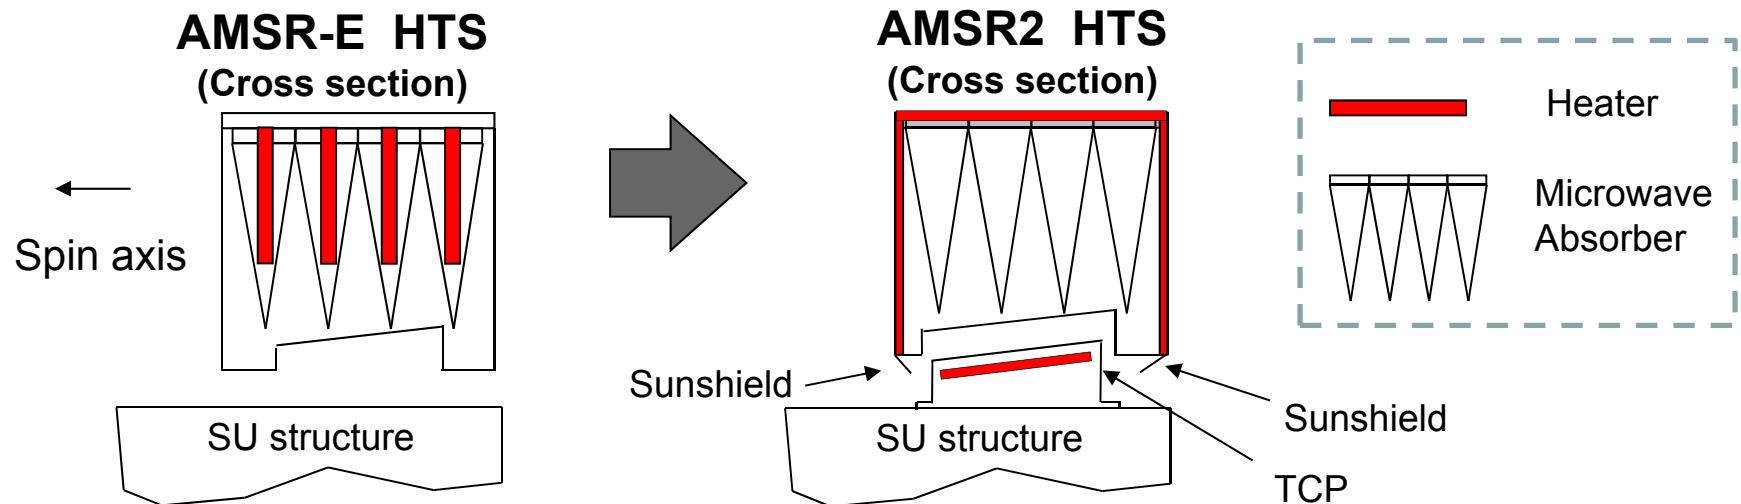 AMSR-E HTS
(Cross section)
Spin axis
SU structure
AMSR2 HTS
(Cross section)
Sunshield
SU structure
Sunshield
TCP
Heater
Microwave
Absorber